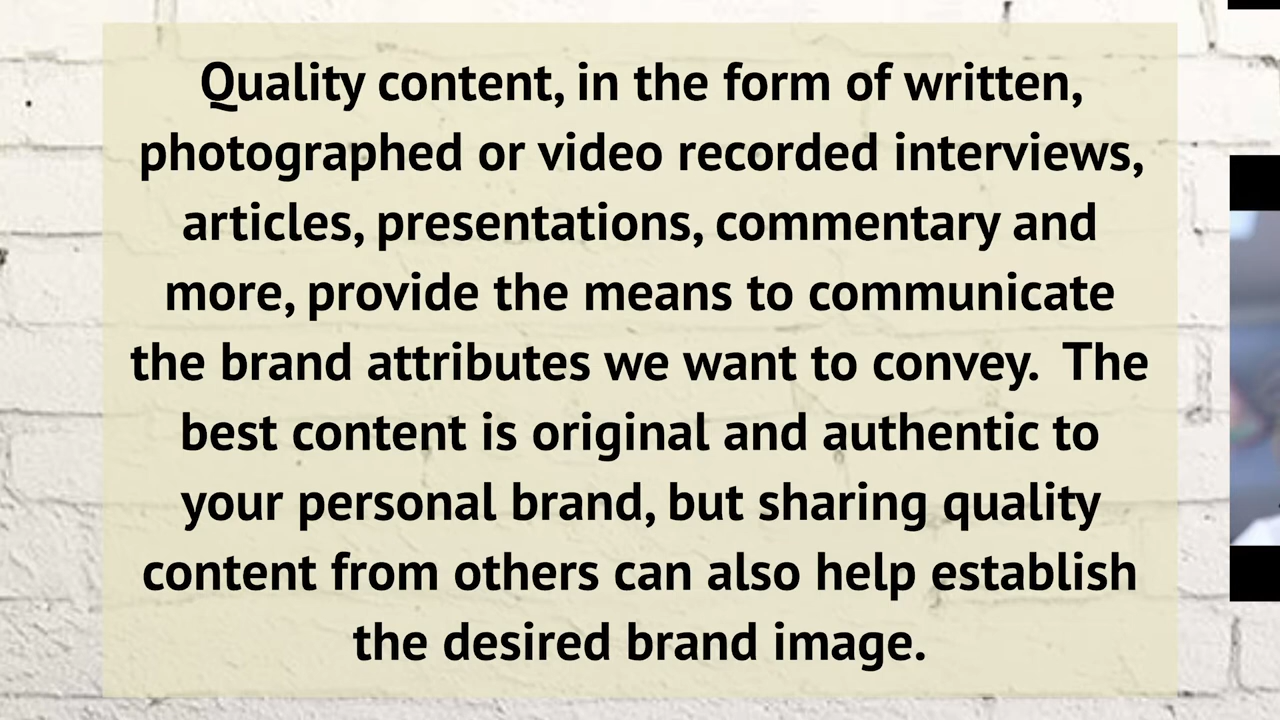 Quality content, in the form of written,
photographed or video recorded interviews,
articles, presentations, commentary and
more, provide the means to communicate
the brand attributes we want to convey.  The
best content is original and authentic to
your personal brand, but sharing quality
content from others can also help establish
the desired brand image.